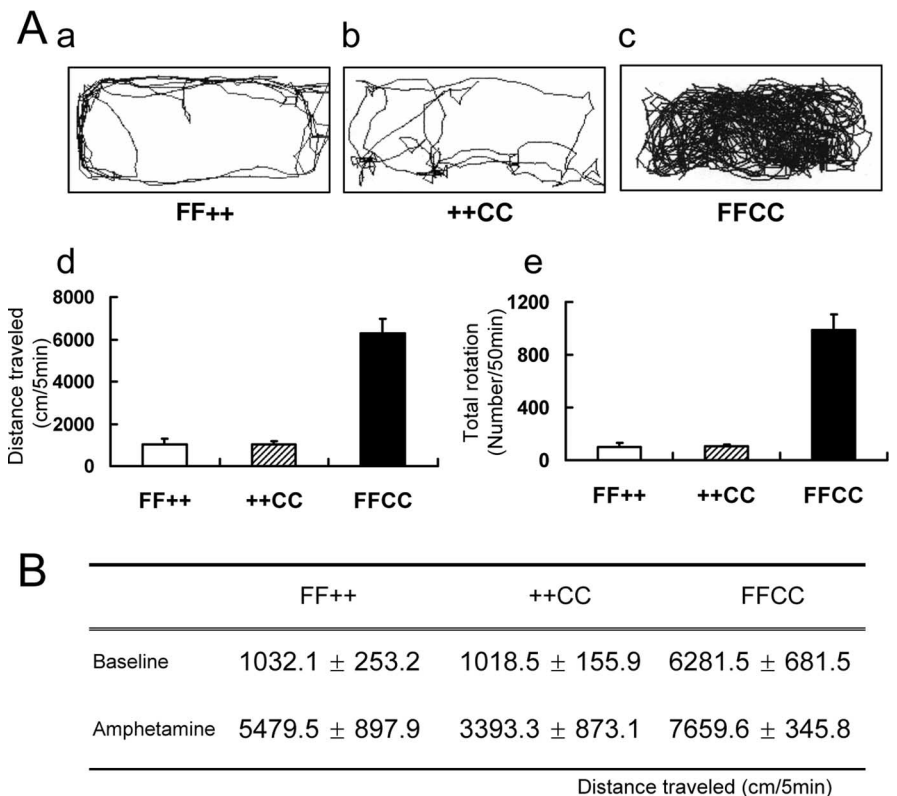 A
a
b
c
FF++
++CC
FFCC
d
Distance traveled
(cm/5min)
8000
6000
4000
2000
0
FF++
++CC
FFCC
e
Total rotation
(Number/50min)
1200
800
400
0
FF++
++CC
FFCC
B
FF++ ++CC FFCC
Baseline 1032.1 ± 253.2 1018.5 ± 155.9 6281.5 ± 681.5
Amphetamine 5479.5 ± 897.9 3393.3 ± 873.1 7659.6 ± 345.8
Distance traveled (cm/5min)